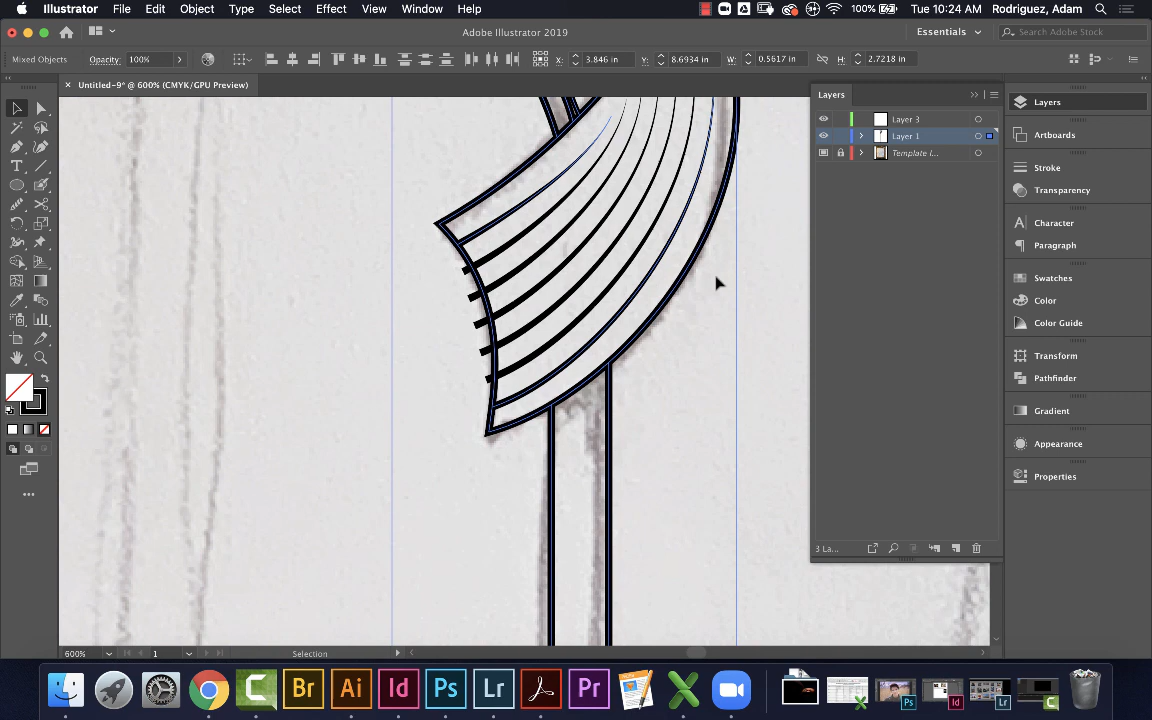 Illustrator File Edit Object Type Select Effect View Window Help 100% Tue 10:24 AM Rodriguez, Adam
Adobe Illustrator 2019 Essentials Search Adobe Stock
Mixed Objects Opacity: 100% X: 3.846 in Y: 8.6934 in W: 0.5617 in H: 2.7218 in
× Untitled-9* @ 600% (CMYK/GPU Preview)
Layers
Layer 3
Layer 1
Template I...
3 La...
Layers
Artboards
Stroke
Transparency
Character
Paragraph
Swatches
Color
Color Guide
Transform
Pathfinder
Gradient
Appearance
Properties
600% 1 Selection
Br Ai Id Ps Lr Pr Ps Id Lr